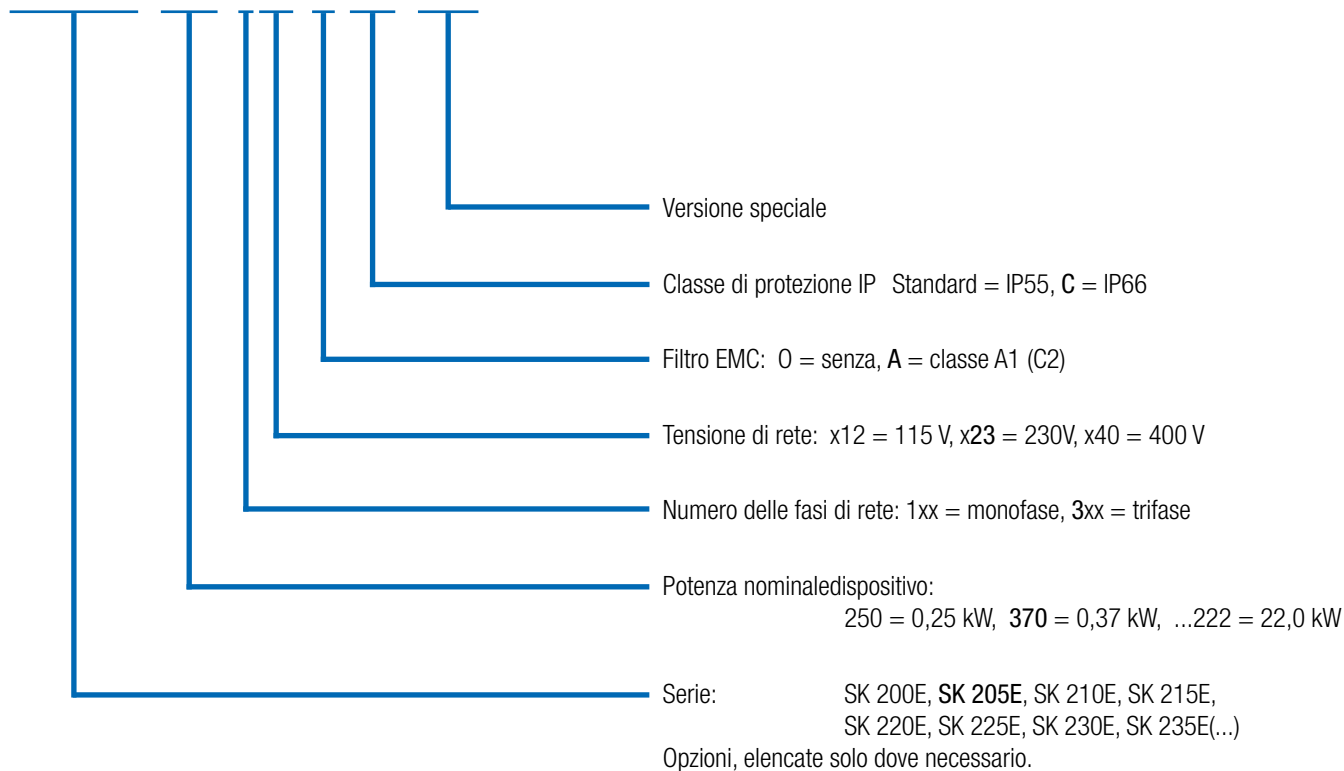 Versione speciale
Classe di protezione IP Standard = IP55, C = IP66
Filtro EMC: O = senza, A = classe A1 (C2)
Tensione di rete: x12 = 115 V, x23 = 230V, x40 = 400 V
Numero delle fasi di rete: 1xx = monofase, 3xx = trifase
Potenza nominaledispositivo:
250 = 0,25 kW, 370 = 0,37 kW, ...222 = 22,0 kW
Serie: SK 200E, SK 205E, SK 210E, SK 215E,
SK 220E, SK 225E, SK 230E, SK 235E(...)
Opzioni, elencate solo dove necessario.